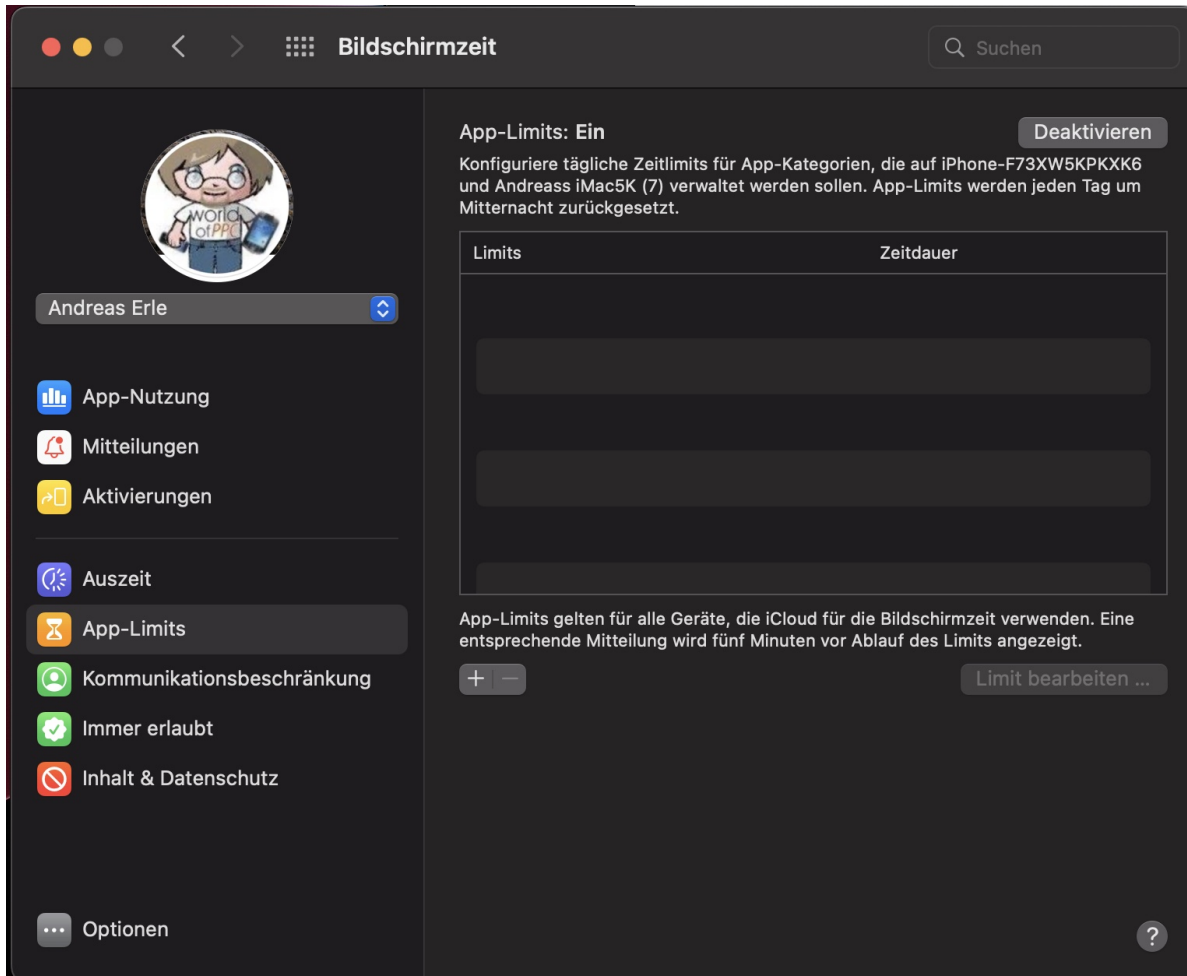 Bildschirmzeit
Suchen
world
of PPC
Andreas Erle
App-Nutzung
Mitteilungen
Aktivierungen
Auszeit
App-Limits
Kommunikationsbeschränkung
Immer erlaubt
Inhalt & Datenschutz
Optionen
App-Limits: Ein
Deaktivieren
Konfiguriere tägliche Zeitlimits für App-Kategorien, die auf iPhone-F73XW5KPKXK6
und Andreass iMac5K (7) verwaltet werden sollen. App-Limits werden jeden Tag um
Mitternacht zurückgesetzt.
Limits Zeitdauer
App-Limits gelten für alle Geräte, die iCloud für die Bildschirmzeit verwenden. Eine
entsprechende Mitteilung wird fünf Minuten vor Ablauf des Limits angezeigt.
+ −
Limit bearbeiten ...
?